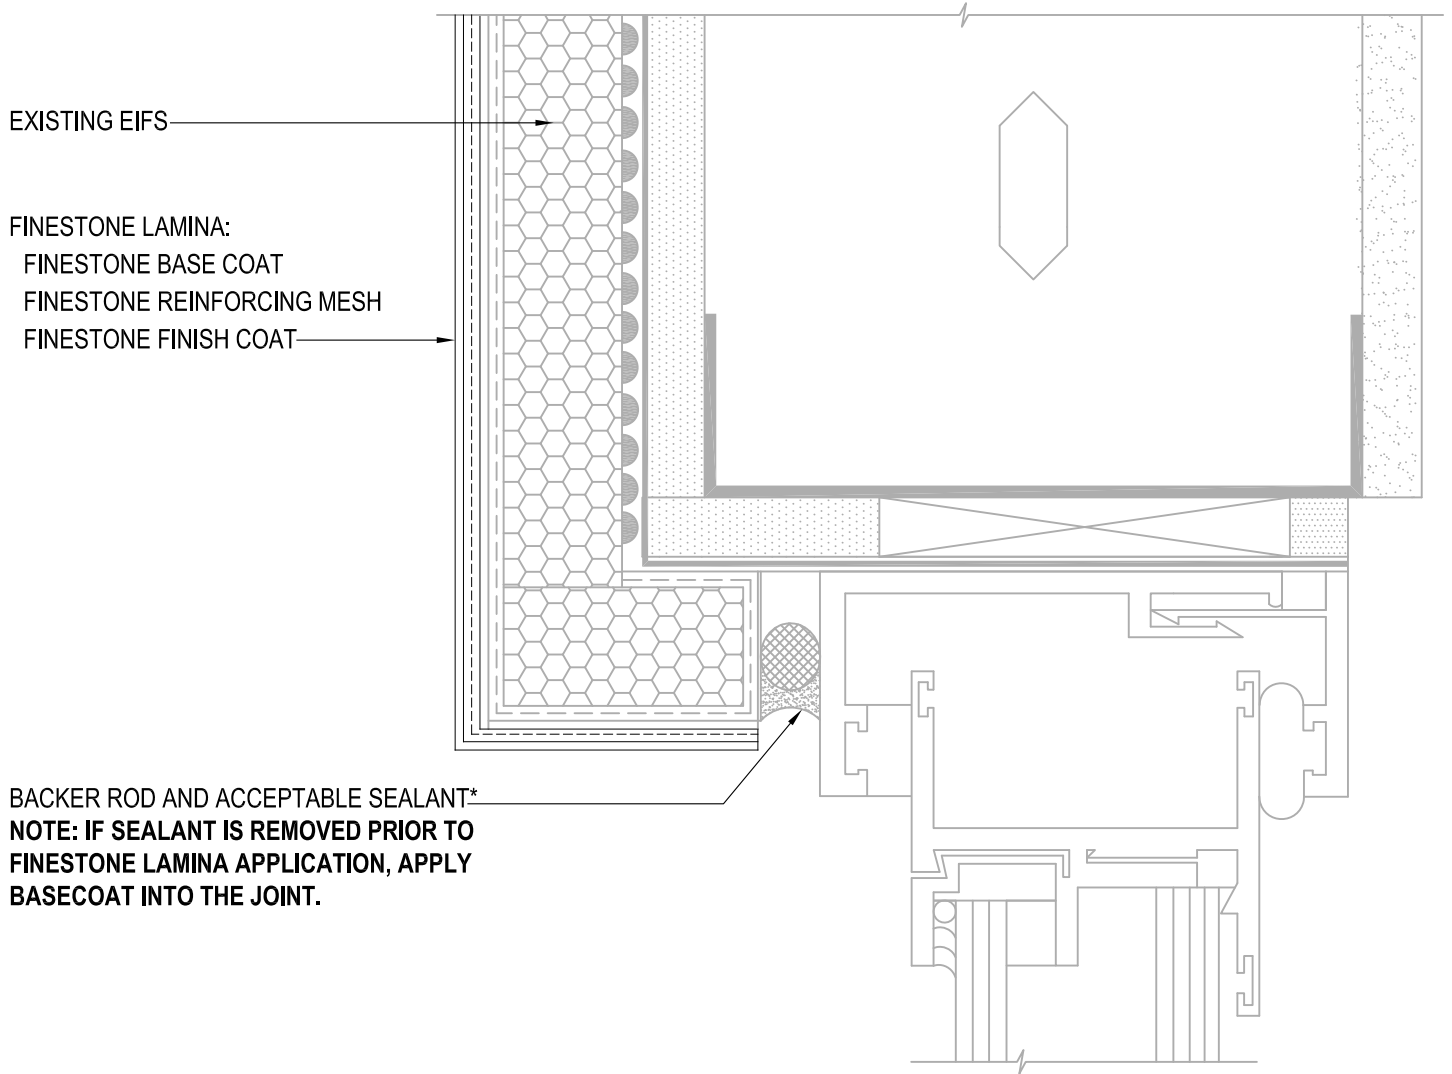 EXISTING EIFS
FINESTONE LAMINA:
FINESTONE BASE COAT
FINESTONE REINFORCING MESH
FINESTONE FINISH COAT
BACKER ROD AND ACCEPTABLE SEALANT*
NOTE: IF SEALANT IS REMOVED PRIOR TO
FINESTONE LAMINA APPLICATION, APPLY
BASECOAT INTO THE JOINT.